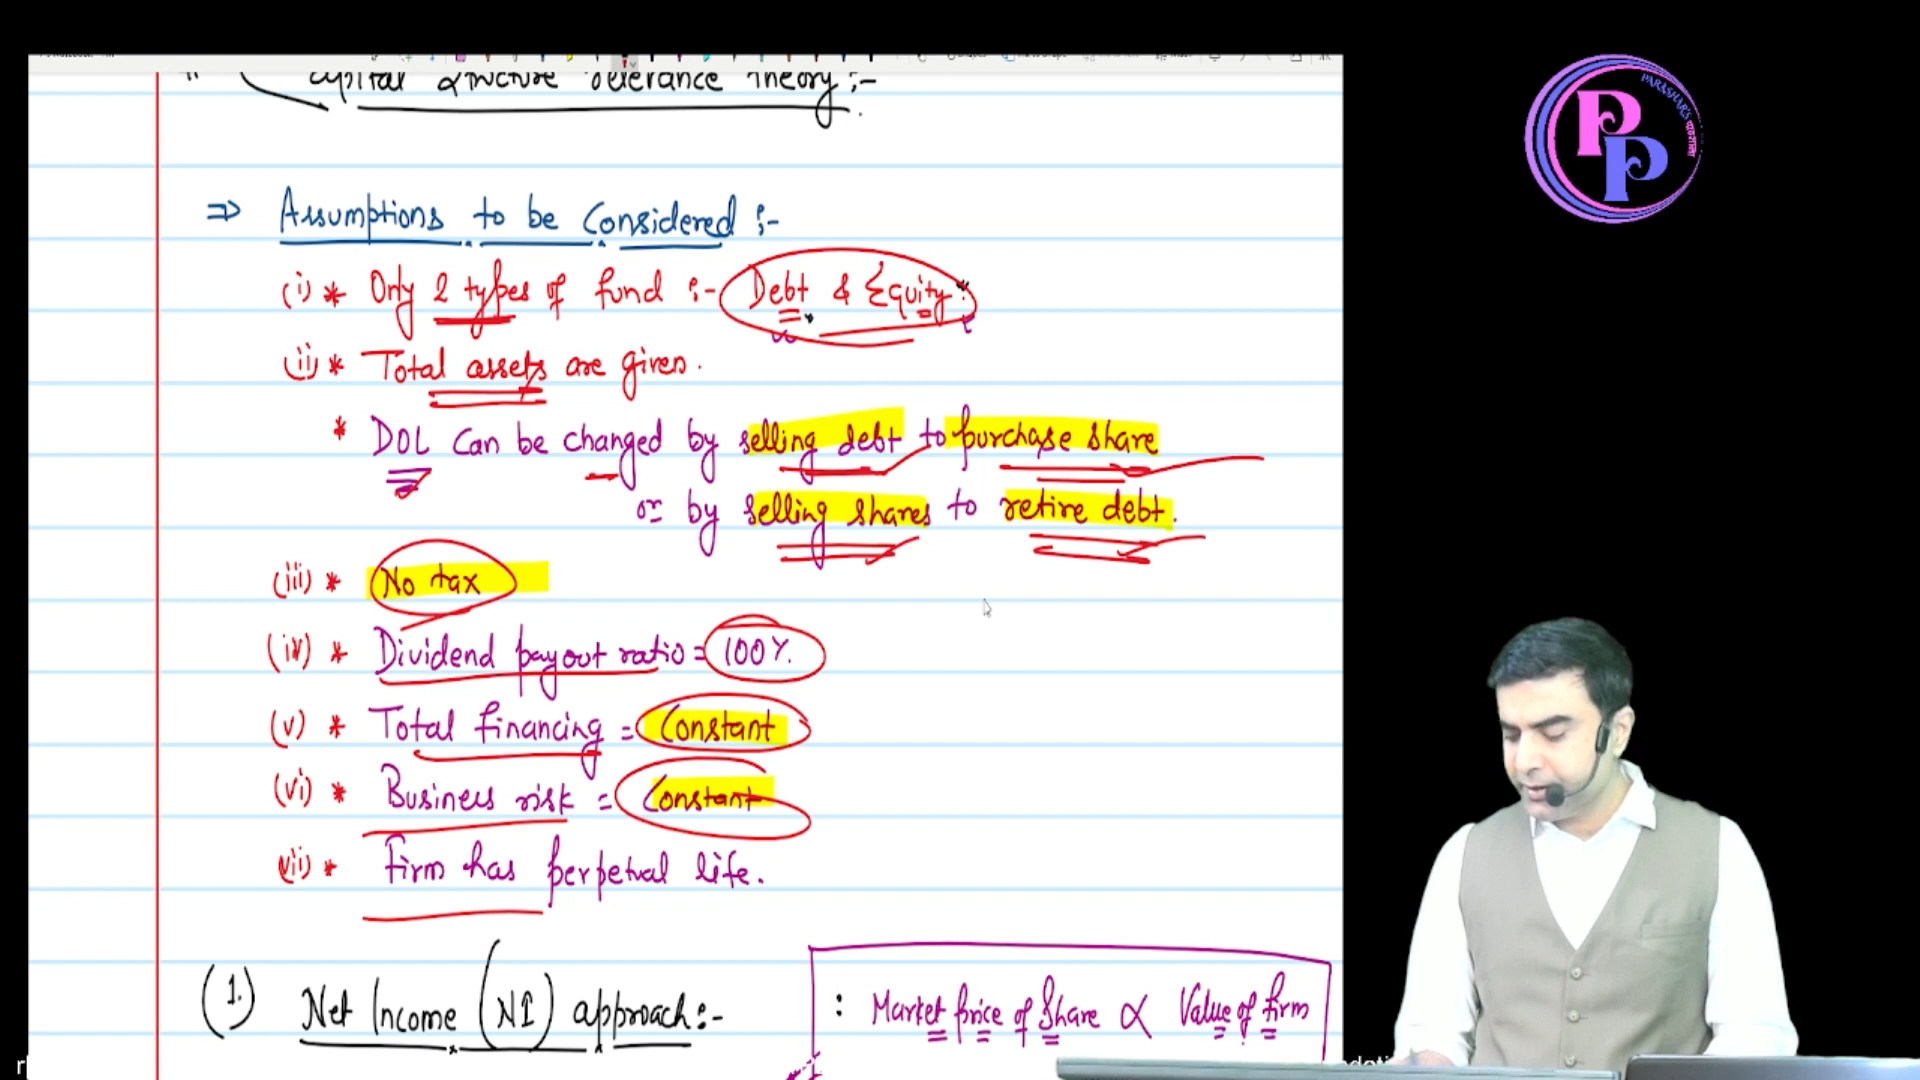 Capital structure relevance theory :-
⇒ Assumptions to be Considered :-
(i) * Only 2 types of fund :- Debt & Equity
(ii) * Total assets are given.
* DOL can be changed by selling debt to purchase share
or by selling shares to retire debt.
(iii) * No tax
(iv) * Dividend payout ratio = 100%.
(v) * Total financing = Constant
(vi) * Business risk = Constant
(vii) * Firm has perpetual life.
(1.) Net Income (NI) approach :-
: Market price of Share ∝ Value of firm
PARASHAR'S
PP